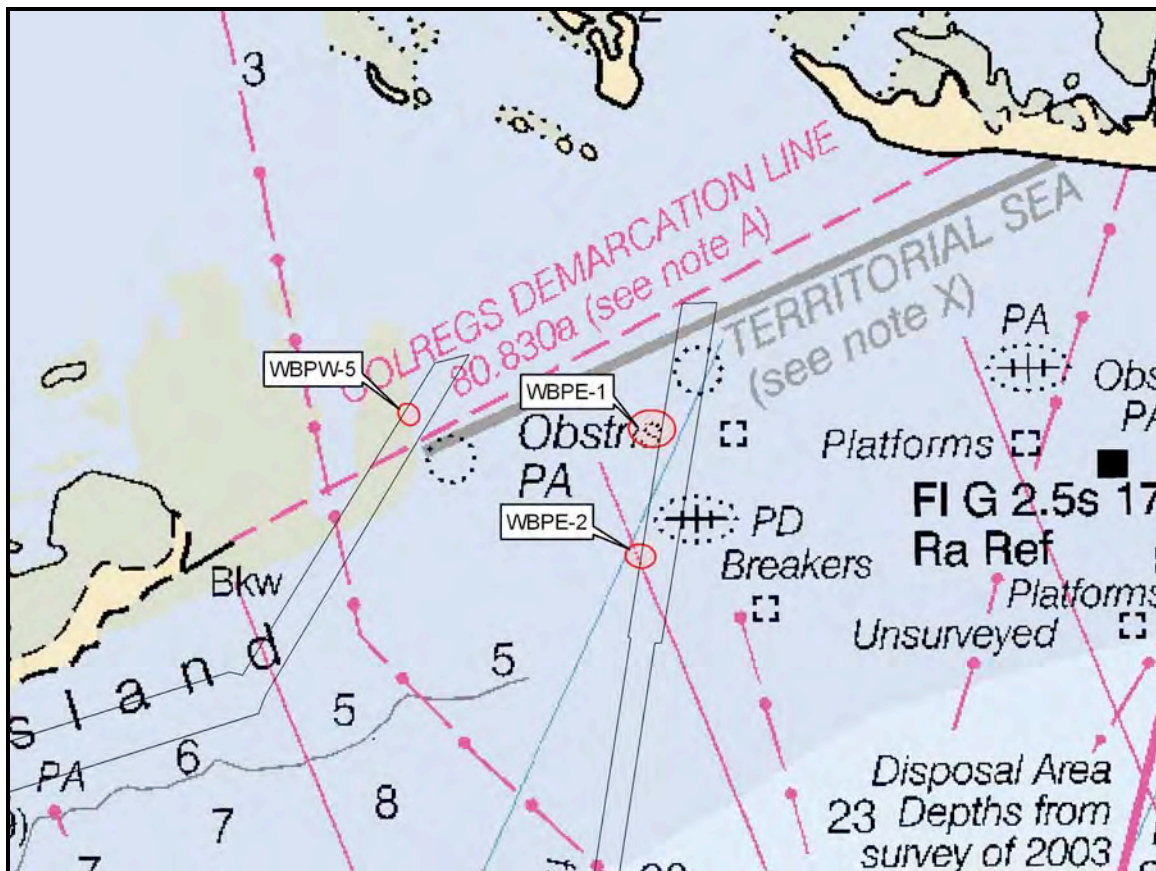 3
COLREGS DEMARCATION LINE
80.830a (see note A)
TERRITORIAL SEA
(see note X)
PA
WBPW-5
WBPE-1
Obstn
PA
Platforms
Fl G 2.5s 17
Ra Ref
WBPE-2
PD
Breakers
Bkw
Platforms
Unsurveyed
sland
5
5
6
PA
8
7
7
Disposal Area
23 Depths from
survey of 2003